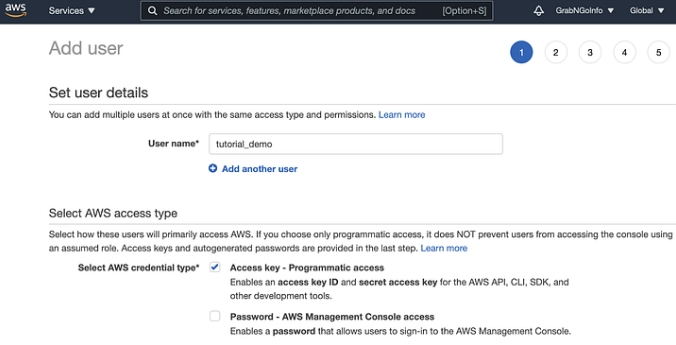 aws Services ▼ Search for services, features, marketplace products, and docs [Option+S] GrabNGoInfo ▼ Global ▼
Add user 1 2 3 4 5
Set user details
You can add multiple users at once with the same access type and permissions. Learn more
User name* tutorial_demo
Add another user
Select AWS access type
Select how these users will primarily access AWS. If you choose only programmatic access, it does NOT prevent users from accessing the console using
an assumed role. Access keys and autogenerated passwords are provided in the last step. Learn more
Select AWS credential type* Access key - Programmatic access
Enables an access key ID and secret access key for the AWS API, CLI, SDK, and
other development tools.
Password - AWS Management Console access
Enables a password that allows users to sign-in to the AWS Management Console.